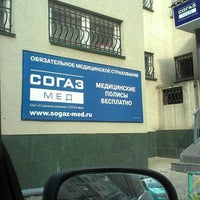 ОБЯЗАТЕЛЬНОЕ МЕДИЦИНСКОЕ СТРАХОВАНИЕ
СОГАЗ
МЕД
МЕДИЦИНСКИЕ
ПОЛИСЫ
БЕСПЛАТНО
www.sogaz-med.ru
СОГАЗ